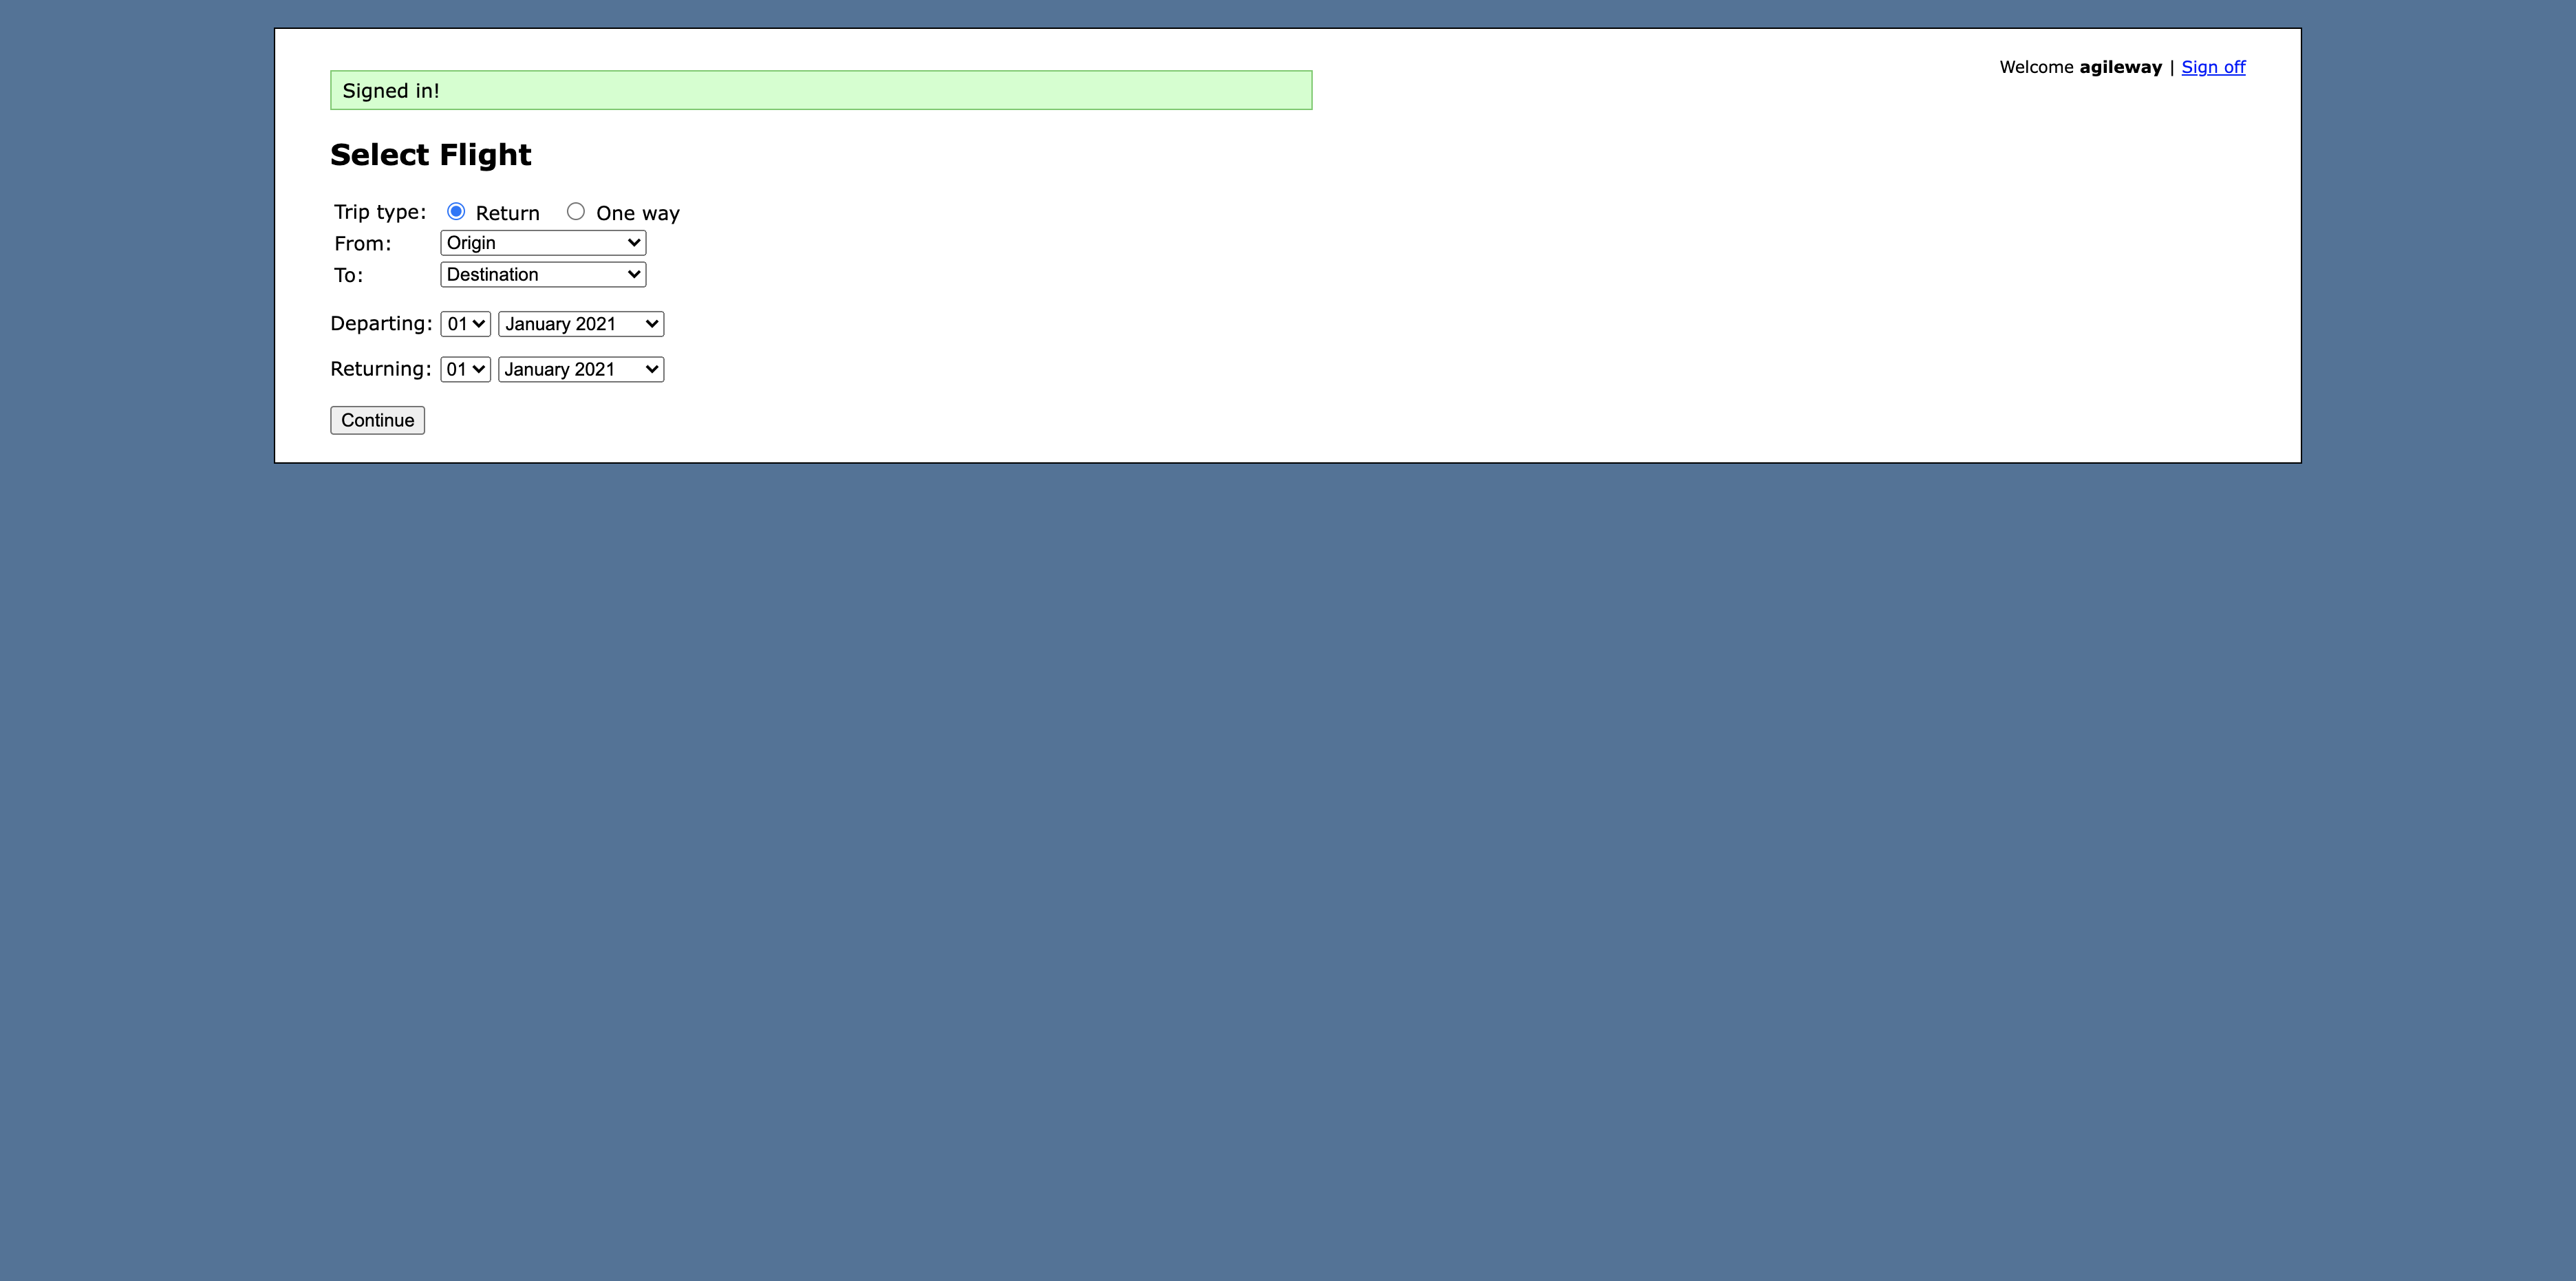 Welcome agileway | Sign off
Signed in!
Select Flight
Trip type: Return One way
From: Origin
To: Destination
Departing: 01 January 2021
Returning: 01 January 2021
Continue